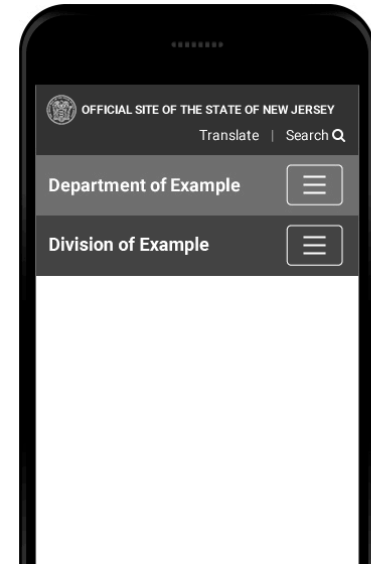 OFFICIAL SITE OF THE STATE OF NEW JERSEY
Translate | Search
Department of Example
Division of Example